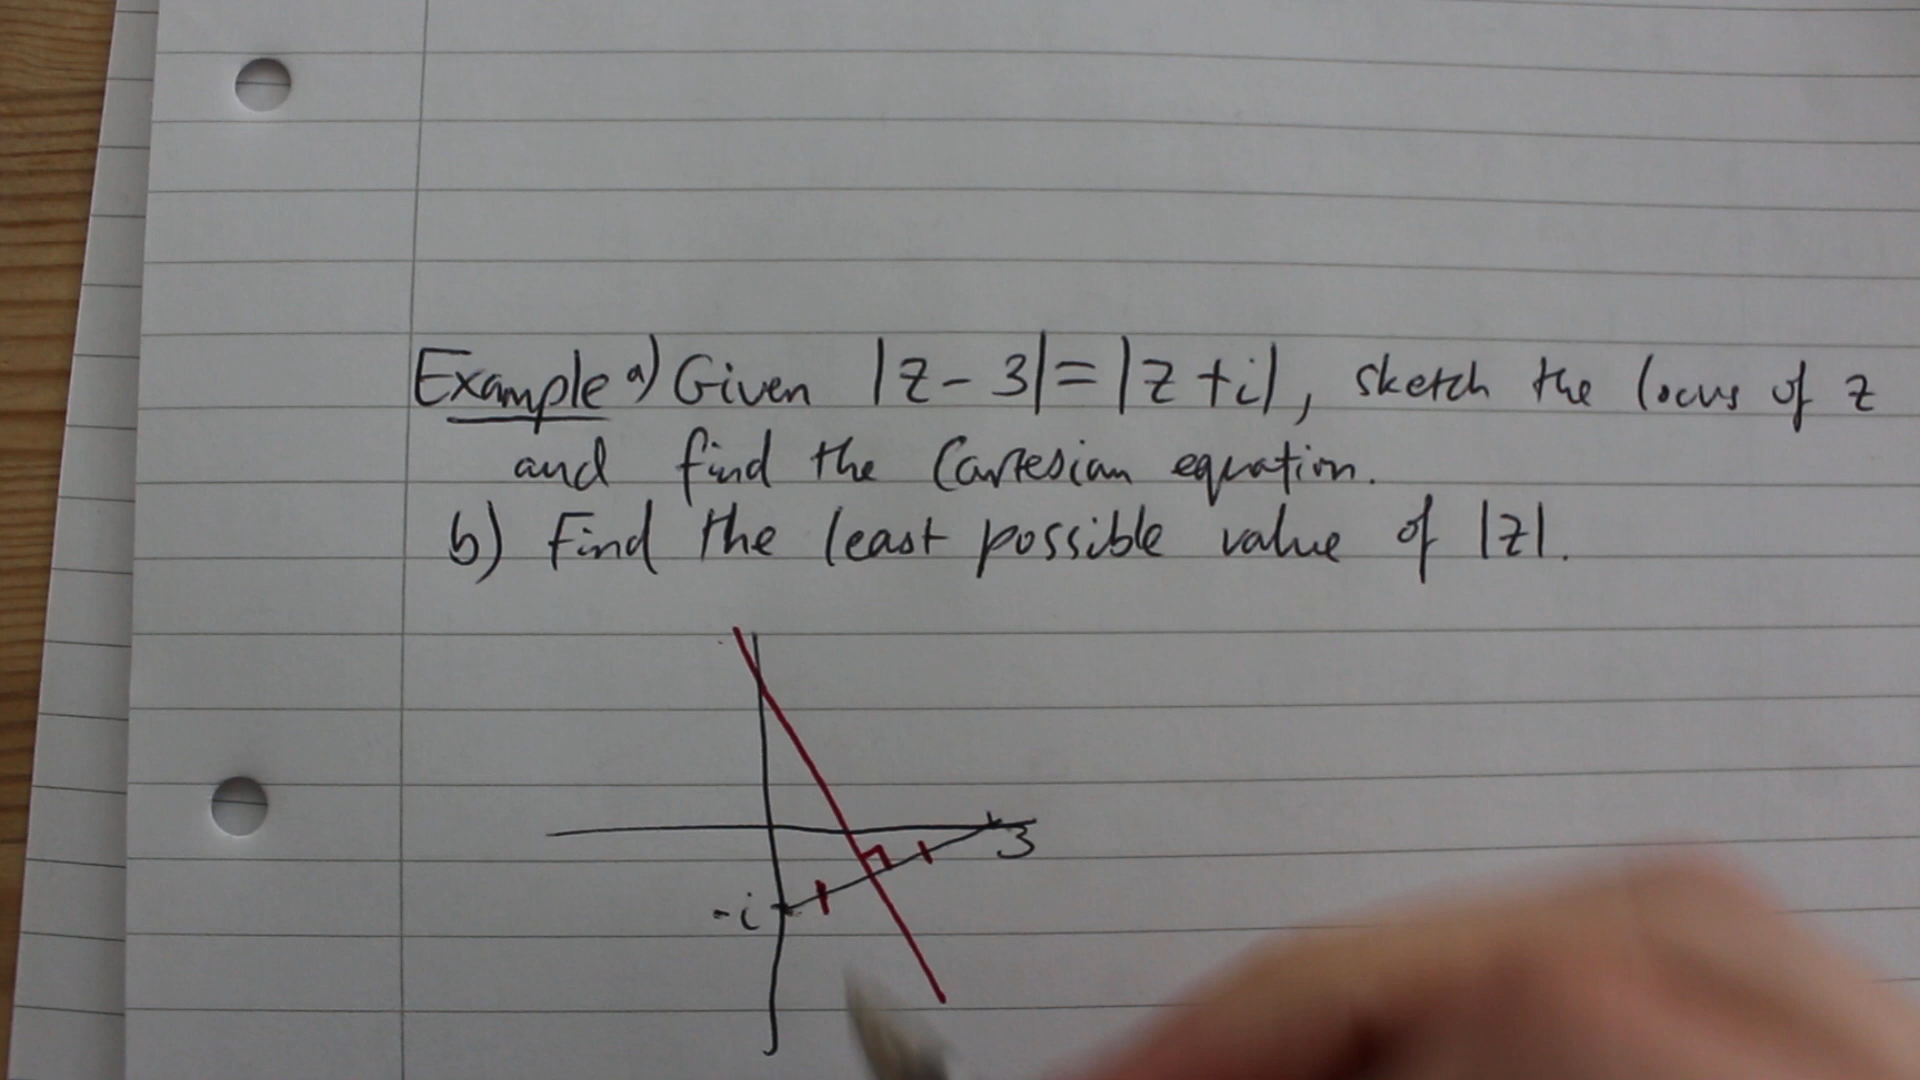 Example a) Given |z - 3| = |z + i|, sketch the locus of z
and find the Cartesian equation.
b) Find the least possible value of |z|.
3
-i